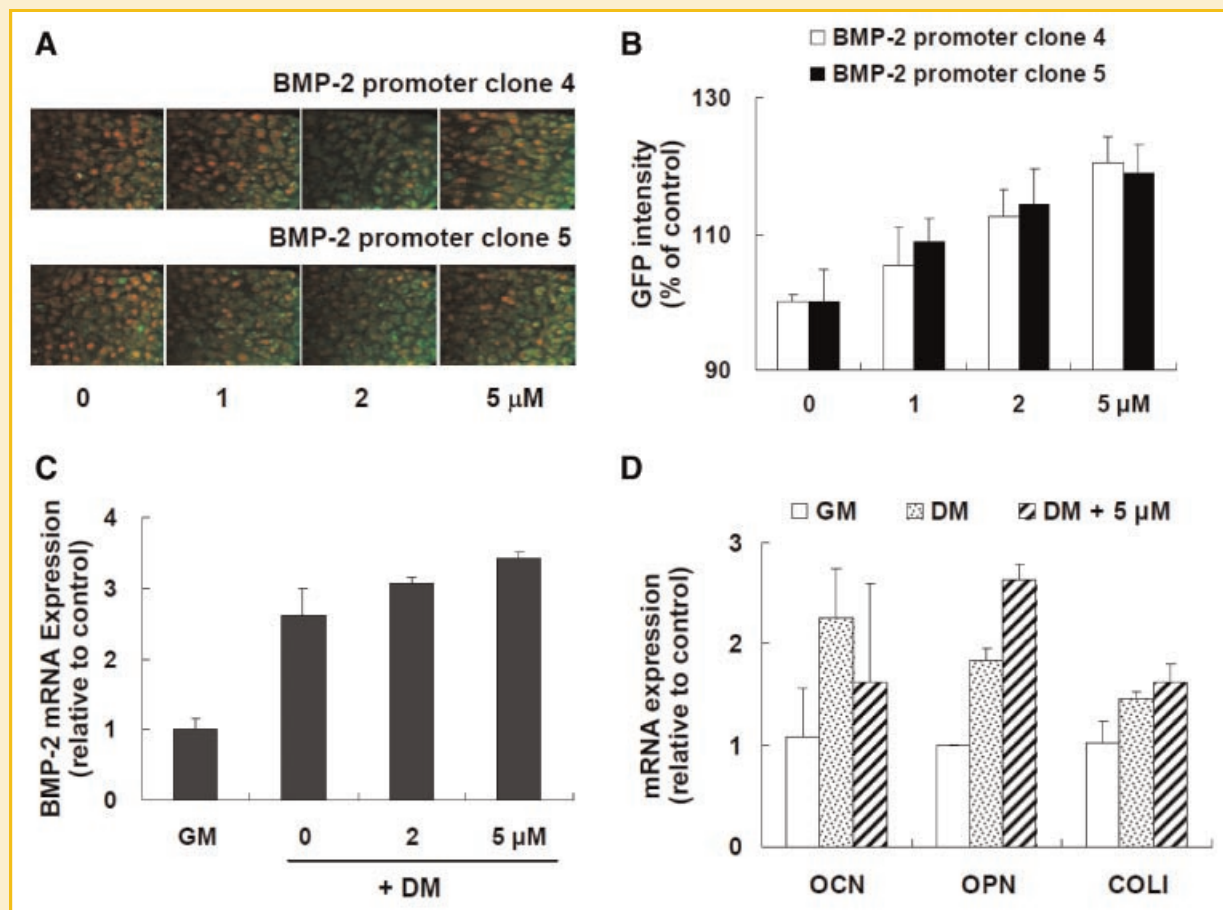 A
BMP-2 promoter clone 4
BMP-2 promoter clone 5
0 1 2 5 μM
B
BMP-2 promoter clone 4
BMP-2 promoter clone 5
GFP intensity
(% of control)
130
110
90
0 1 2 5 μM
C
BMP-2 mRNA Expression
(relative to control)
4
3
2
1
0
GM 0 2 5 μM
+ DM
D
GM DM DM + 5 μM
mRNA expression
(relative to control)
3
2
1
0
OCN OPN COLI